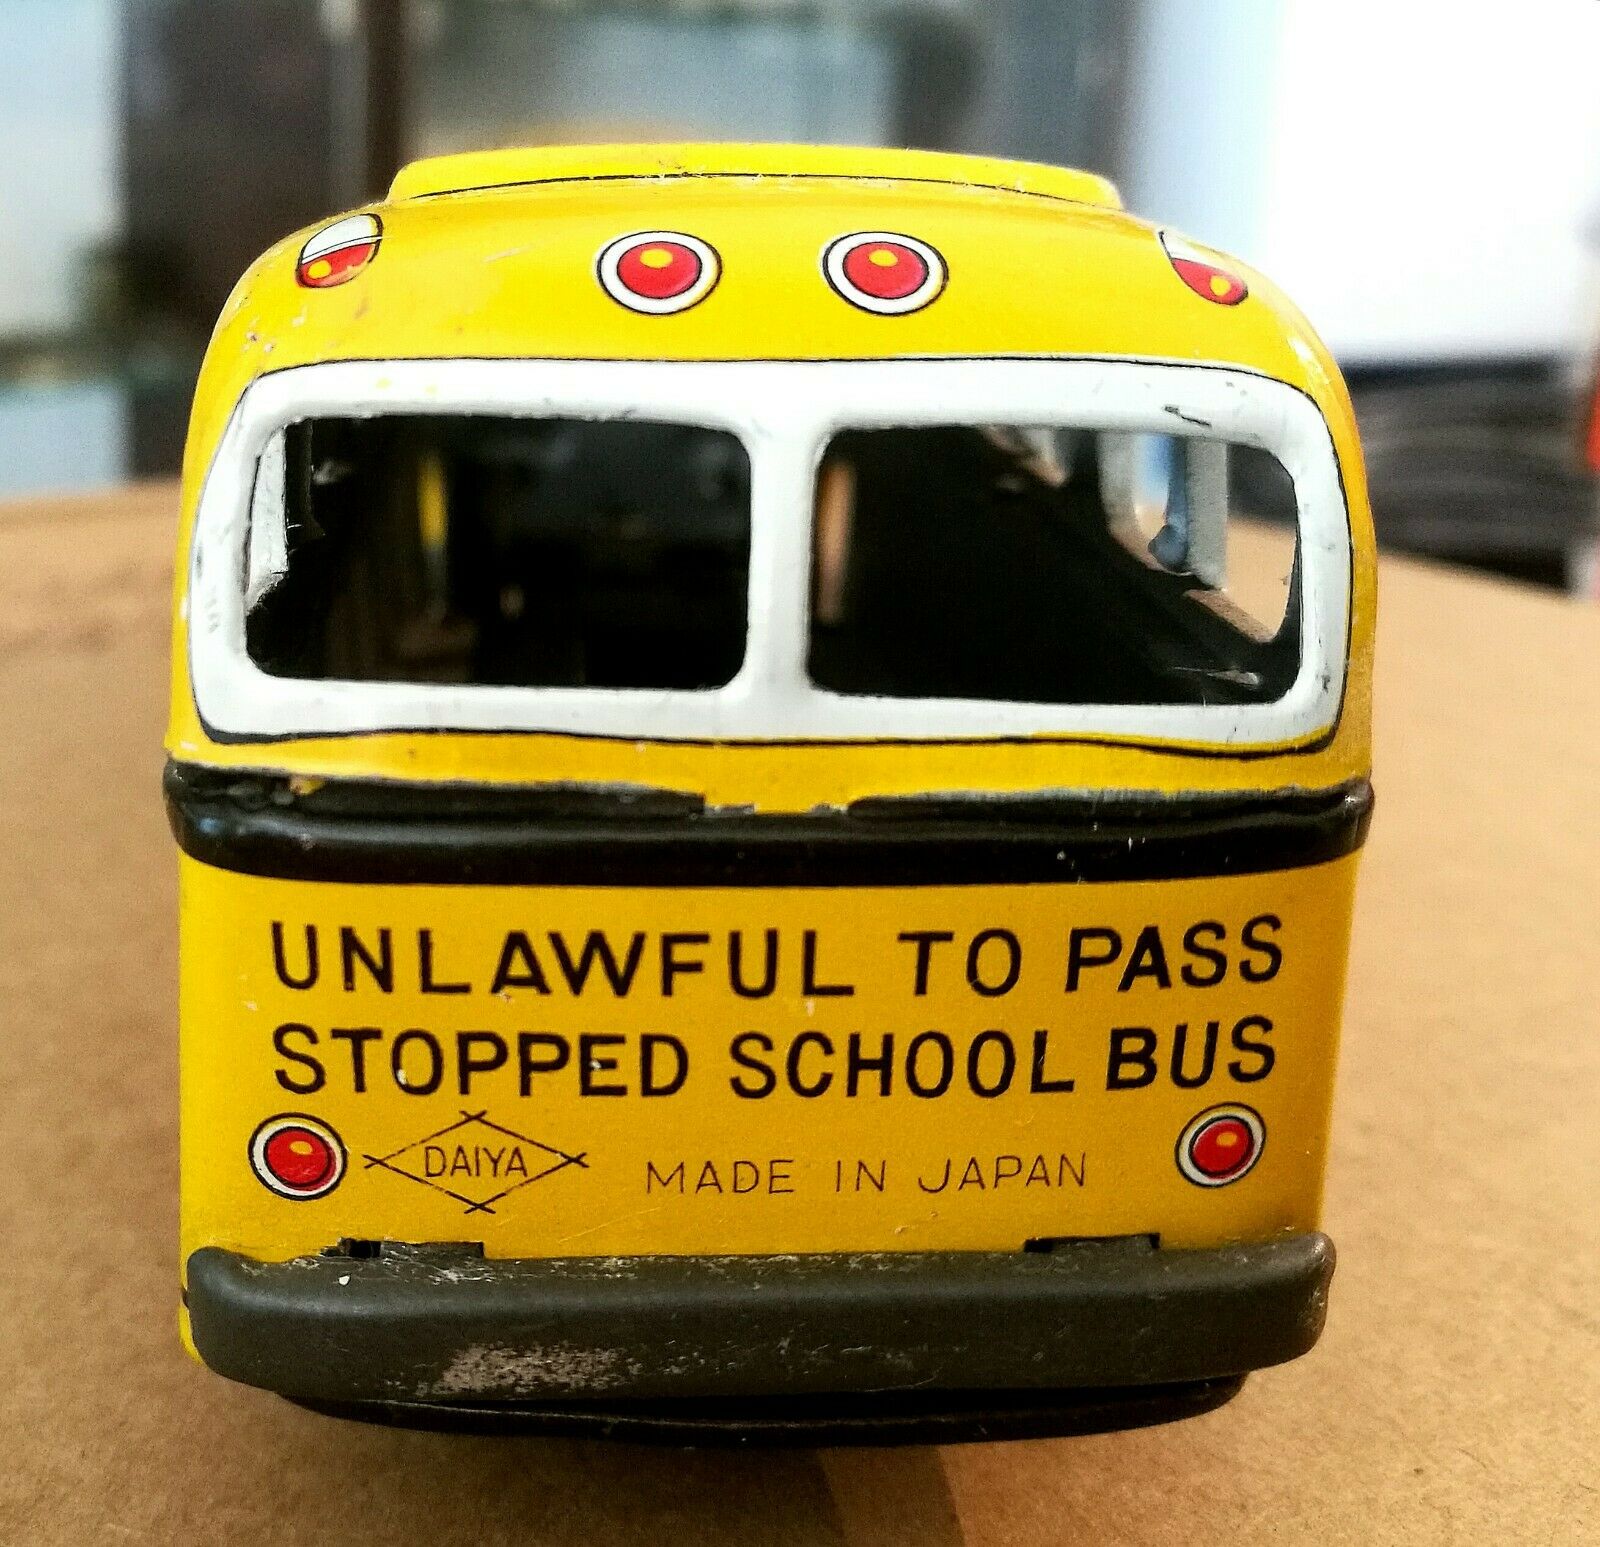 UNLAWFUL TO PASS
STOPPED SCHOOL BUS
DAIYA MADE IN JAPAN